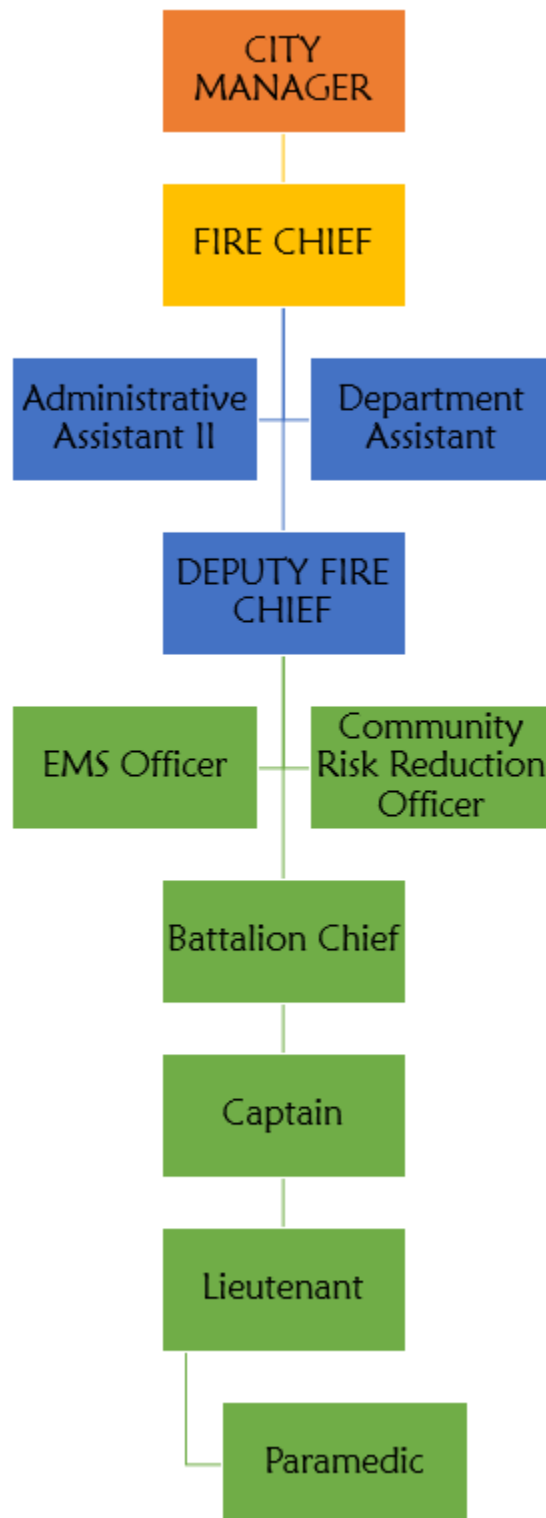 CITY
MANAGER
FIRE CHIEF
Administrative
Assistant II
Department
Assistant
DEPUTY FIRE
CHIEF
EMS Officer
Community
Risk Reduction
Officer
Battalion Chief
Captain
Lieutenant
Paramedic